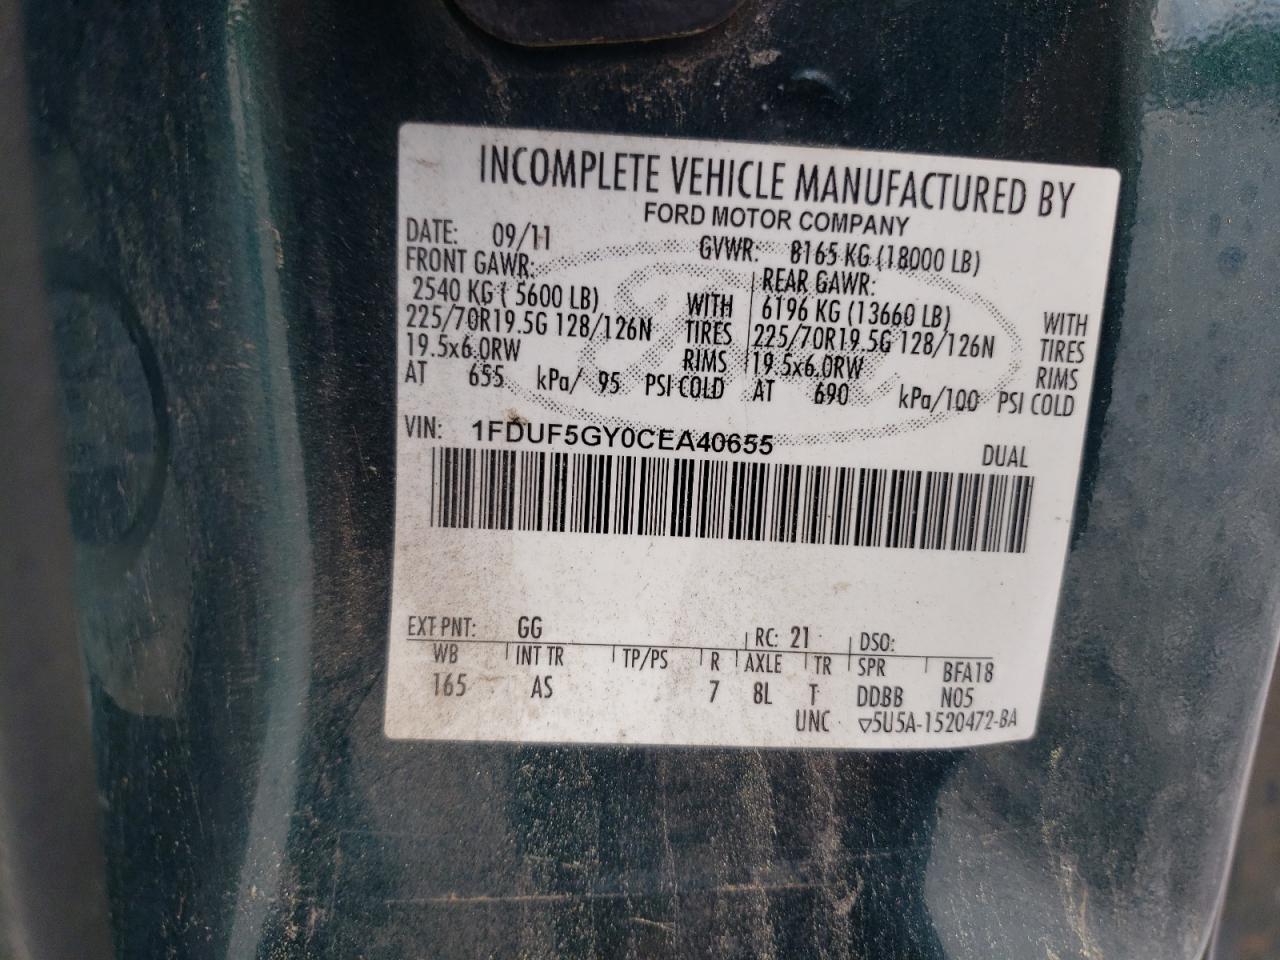 INCOMPLETE VEHICLE MANUFACTURED BY
FORD MOTOR COMPANY
DATE: 09/11 GVWR: 8165 KG (18000 LB)
FRONT GAWR: REAR GAWR:
2540 KG ( 5600 LB) WITH 6196 KG (13660 LB) WITH
225/70R19.5G 128/126N TIRES 225/70R19.5G 128/126N TIRES
19.5x6.0RW RIMS 19.5x6.0RW RIMS
AT 655 kPa/ 95 PSI COLD AT 690 kPa/100 PSI COLD
VIN: 1FDUF5GY0CEA40655 DUAL
EXT PNT: GG RC: 21 DSO:
WB INT TR TP/PS R AXLE TR SPR BFA18
165 AS 7 8L T DDBB N05
UNC ▽5U5A-1520472-BA